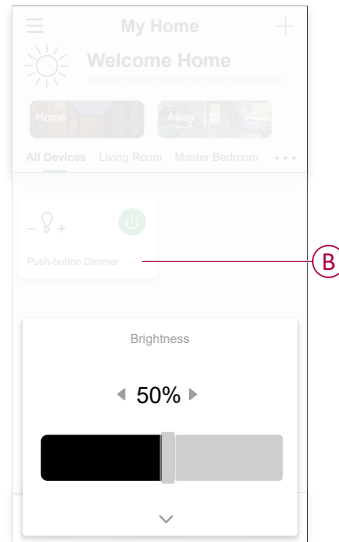 My Home
Welcome Home
Set your home location for more information
Home
Away
All Devices Living Room Master Bedroom
Push-button Dimmer
B
Brightness
50%